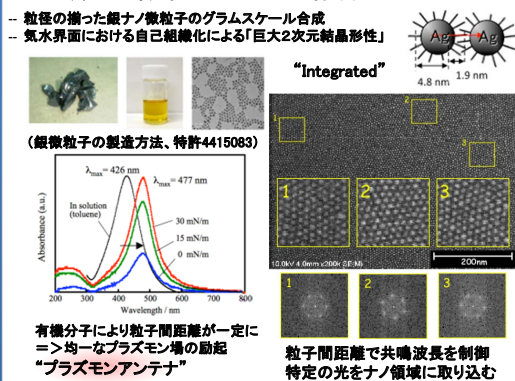 -- 粒径の揃った銀ナノ微粒子のグラムスケール合成
-- 気水界面における自己組織化による「巨大2次元結晶形性」
Ag
Ag
4.8 nm
1.9 nm
“Integrated”
(銀微粒子の製造方法、特許4415083)
λmax= 426 nm
λmax= 477 nm
In solution
(toluene)
30 mN/m
15 mN/m
0 mN/m
Absorbance (a.u.)
200 300 400 500 600 700 800
Wavelength / nm
有機分子により粒子間距離が一定に
＝＞均一なプラズモン場の励起
“プラズモンアンテナ”
1
2
3
1
2
3
10.0kV 4.0mm x200k SE(M)
200nm
1
2
3
粒子間距離で共鳴波長を制御
特定の光をナノ領域に取り込む